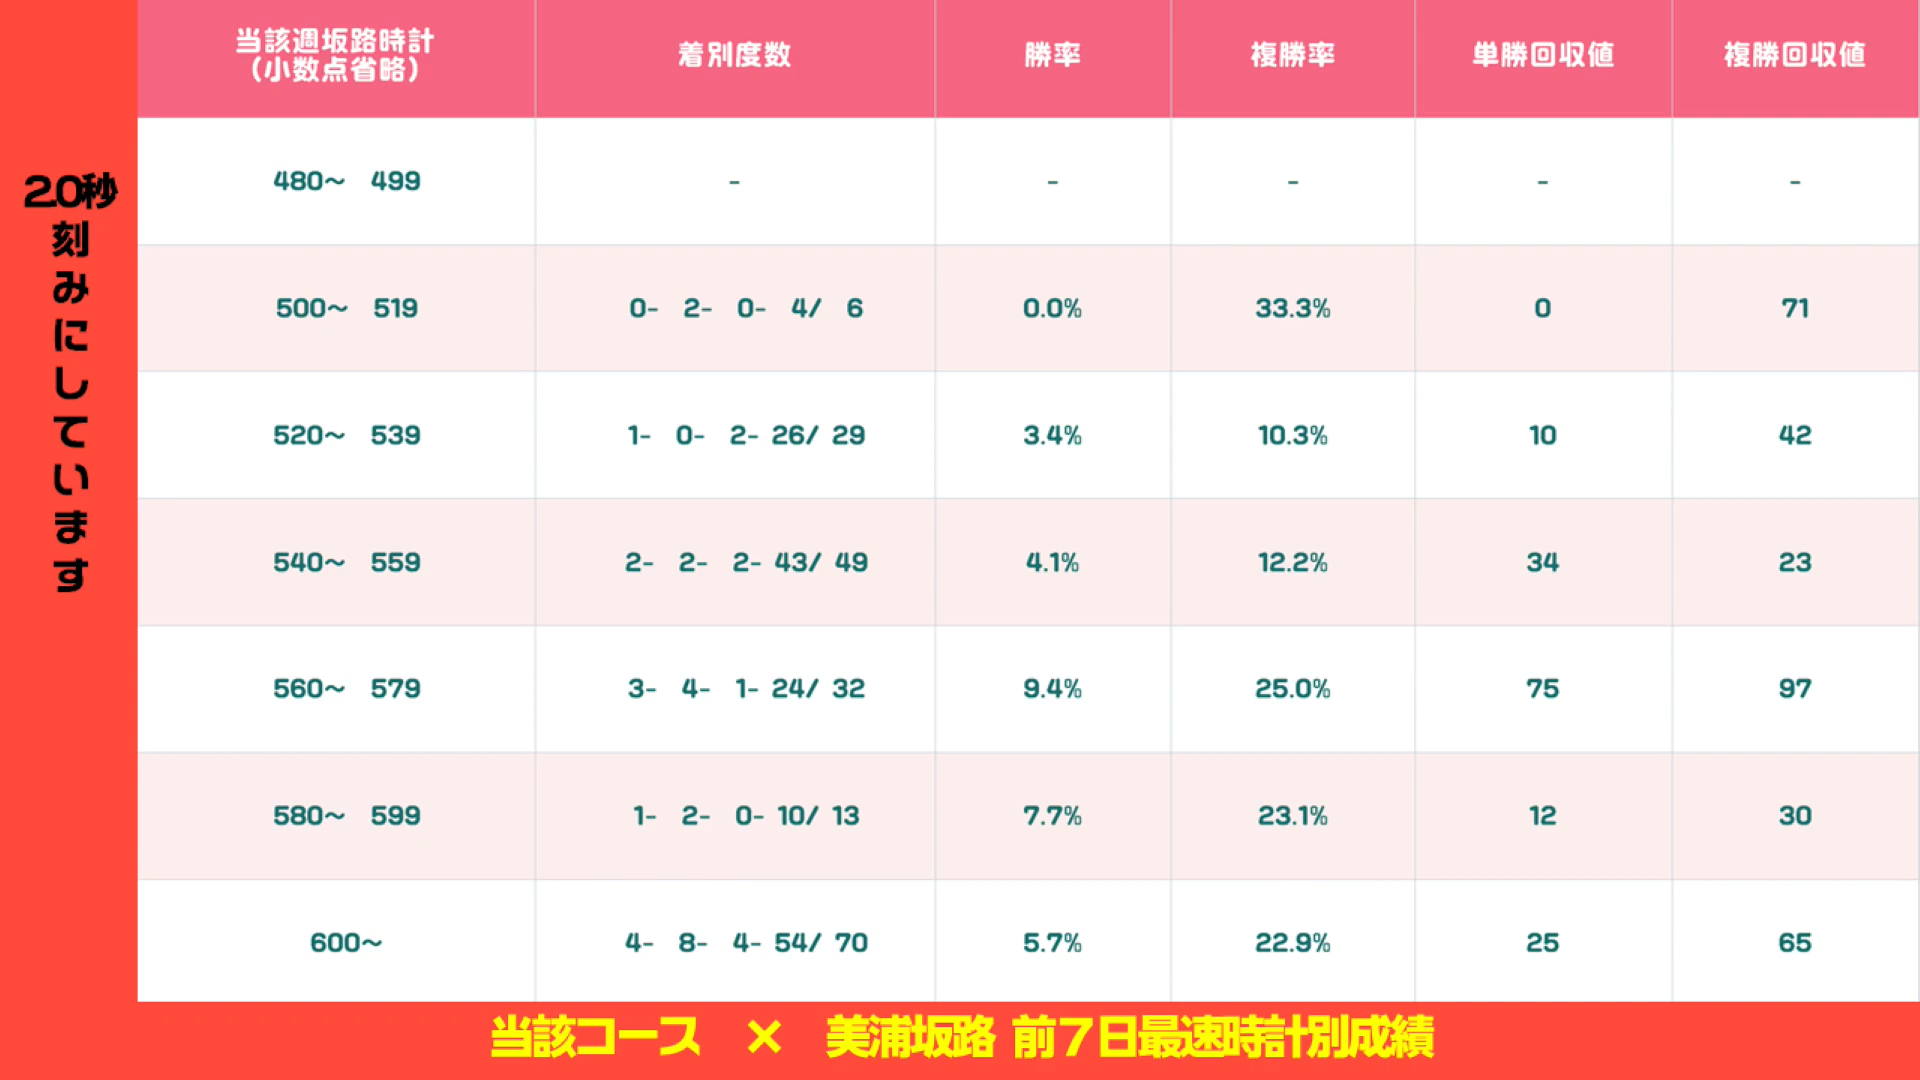 当該週坂路時計
（小数点省略）
着別度数
勝率
複勝率
単勝回収値
複勝回収値
2.0秒刻みにしています
480～ 499 - - - - -
500～ 519 0- 2- 0- 4/ 6 0.0% 33.3% 0 71
520～ 539 1- 0- 2- 26/ 29 3.4% 10.3% 10 42
540～ 559 2- 2- 2- 43/ 49 4.1% 12.2% 34 23
560～ 579 3- 4- 1- 24/ 32 9.4% 25.0% 75 97
580～ 599 1- 2- 0- 10/ 13 7.7% 23.1% 12 30
600～ 4- 8- 4- 54/ 70 5.7% 22.9% 25 65
当該コース　×　美浦坂路 前７日最速時計別成績